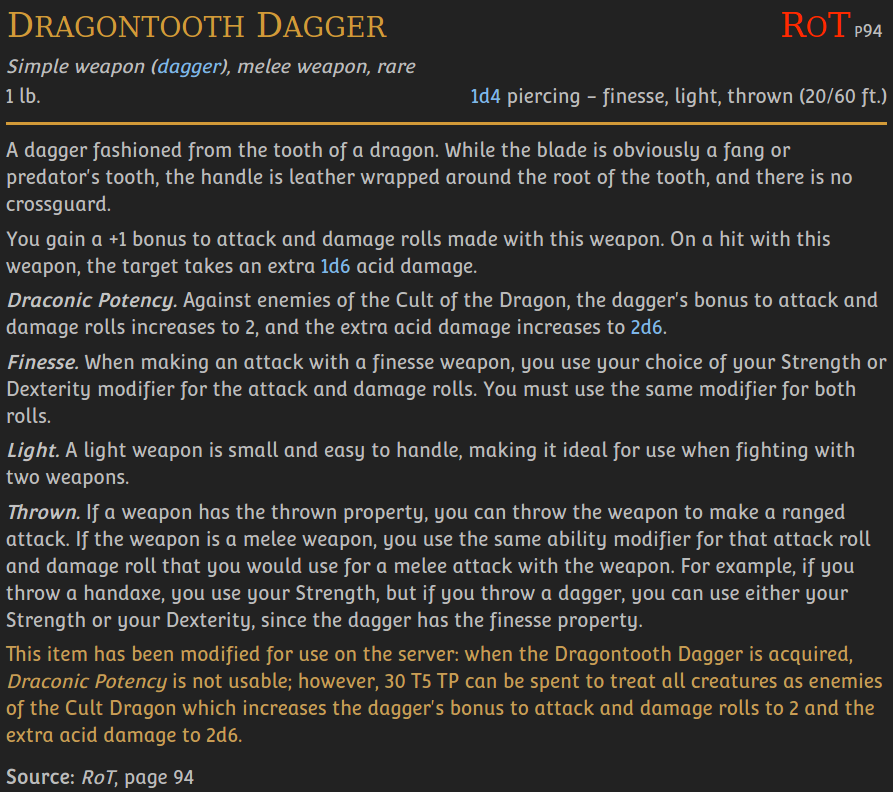 DRAGONTOOTH DAGGER ROT P94
Simple weapon (dagger), melee weapon, rare
1 lb. 1d4 piercing – finesse, light, thrown (20/60 ft.)
A dagger fashioned from the tooth of a dragon. While the blade is obviously a fang or
predator's tooth, the handle is leather wrapped around the root of the tooth, and there is no
crossguard.
You gain a +1 bonus to attack and damage rolls made with this weapon. On a hit with this
weapon, the target takes an extra 1d6 acid damage.
Draconic Potency. Against enemies of the Cult of the Dragon, the dagger's bonus to attack and
damage rolls increases to 2, and the extra acid damage increases to 2d6.
Finesse. When making an attack with a finesse weapon, you use your choice of your Strength or
Dexterity modifier for the attack and damage rolls. You must use the same modifier for both
rolls.
Light. A light weapon is small and easy to handle, making it ideal for use when fighting with
two weapons.
Thrown. If a weapon has the thrown property, you can throw the weapon to make a ranged
attack. If the weapon is a melee weapon, you use the same ability modifier for that attack roll
and damage roll that you would use for a melee attack with the weapon. For example, if you
throw a handaxe, you use your Strength, but if you throw a dagger, you can use either your
Strength or your Dexterity, since the dagger has the finesse property.
This item has been modified for use on the server: when the Dragontooth Dagger is acquired,
Draconic Potency is not usable; however, 30 T5 TP can be spent to treat all creatures as enemies
of the Cult Dragon which increases the dagger's bonus to attack and damage rolls to 2 and the
extra acid damage to 2d6.
Source: RoT, page 94